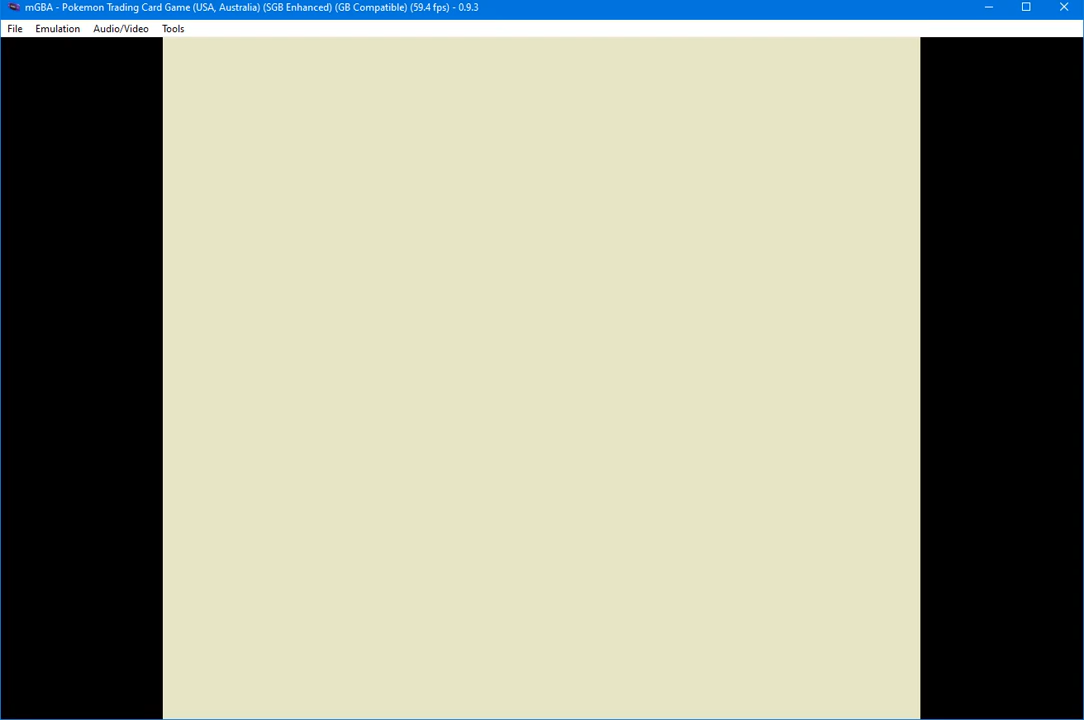 mGBA - Pokemon Trading Card Game (USA, Australia) (SGB Enhanced) (GB Compatible) (59.4 fps) - 0.9.3
File Emulation Audio/Video Tools